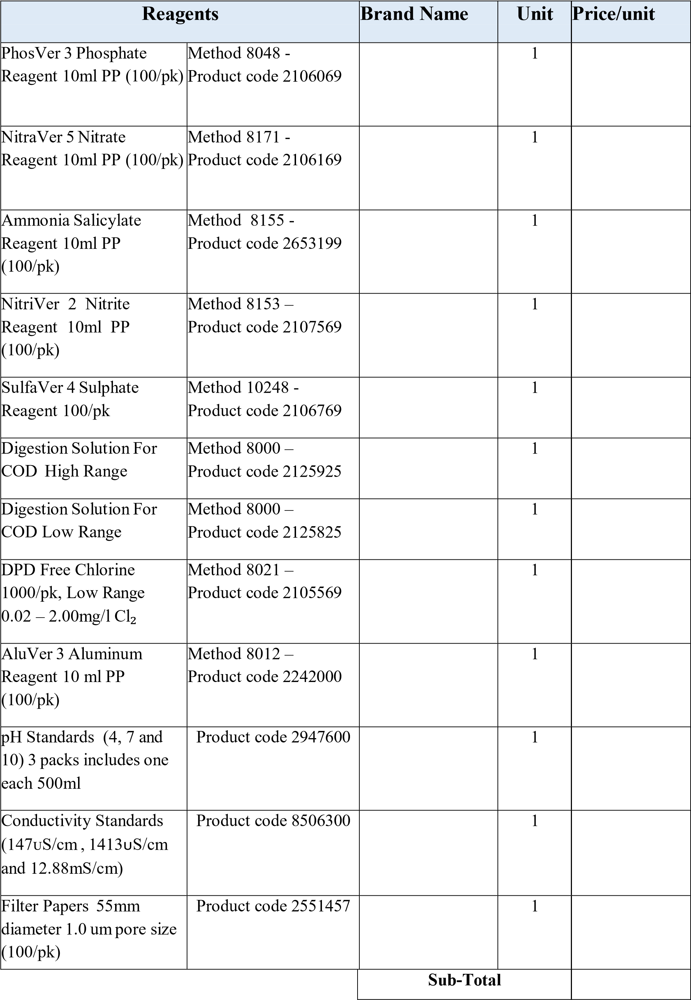 Reagents Brand Name Unit Price/unit
PhosVer 3 Phosphate Method 8048 - 1
Reagent 10ml PP (100/pk) Product code 2106069
NitraVer 5 Nitrate Method 8171 - 1
Reagent 10ml PP (100/pk) Product code 2106169
Ammonia Salicylate Method 8155 - 1
Reagent 10ml PP Product code 2653199
(100/pk)
NitriVer 2 Nitrite Method 8153 – 1
Reagent 10ml PP Product code 2107569
(100/pk)
SulfaVer 4 Sulphate Method 10248 - 1
Reagent 100/pk Product code 2106769
Digestion Solution For Method 8000 – 1
COD High Range Product code 2125925
Digestion Solution For Method 8000 – 1
COD Low Range Product code 2125825
DPD Free Chlorine Method 8021 – 1
1000/pk, Low Range Product code 2105569
0.02 – 2.00mg/l Cl₂
AluVer 3 Aluminum Method 8012 – 1
Reagent 10 ml PP Product code 2242000
(100/pk)
pH Standards (4, 7 and Product code 2947600 1
10) 3 packs includes one
each 500ml
Conductivity Standards Product code 8506300 1
(147ᴜS/cm , 1413ᴜS/cm
and 12.88mS/cm)
Filter Papers 55mm Product code 2551457 1
diameter 1.0 um pore size
(100/pk)
Sub-Total